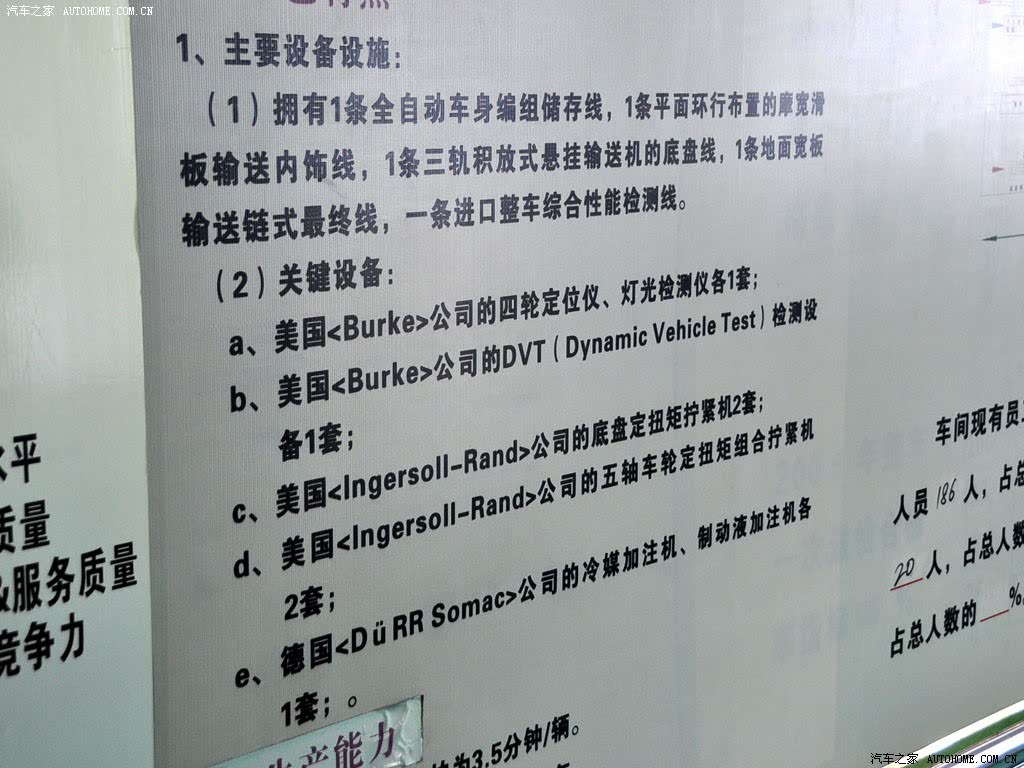 汽车之家 AUTOHOME.COM.CN
1、主要设备设施：
（1）拥有1条全自动车身编组储存线，1条平面环行布置的摩宽滑
板输送内饰线，1条三轨积放式悬挂输送机的底盘线，1条地面宽板
输送链式最终线，一条进口整车综合性能检测线。
（2）关键设备：
a、美国<Burke>公司的四轮定位仪、灯光检测仪各1套；
b、美国<Burke>公司的DVT（Dynamic Vehicle Test）检测设
备1套；
c、美国<Ingersoll-Rand>公司的底盘定扭矩拧紧机2套；
d、美国<Ingersoll-Rand>公司的五轴车轮定扭矩组合拧紧机
2套；
e、德国<DüRR Somac>公司的冷媒加注机、制动液加注机各
1套；。
产能力
为3.5分钟/辆。
水平
质量
&服务质量
竞争力
车间现有员
人员 186 人，占总
20 人，占总人数
占总人数的 %。
汽车之家 AUTOHOME.COM.CN